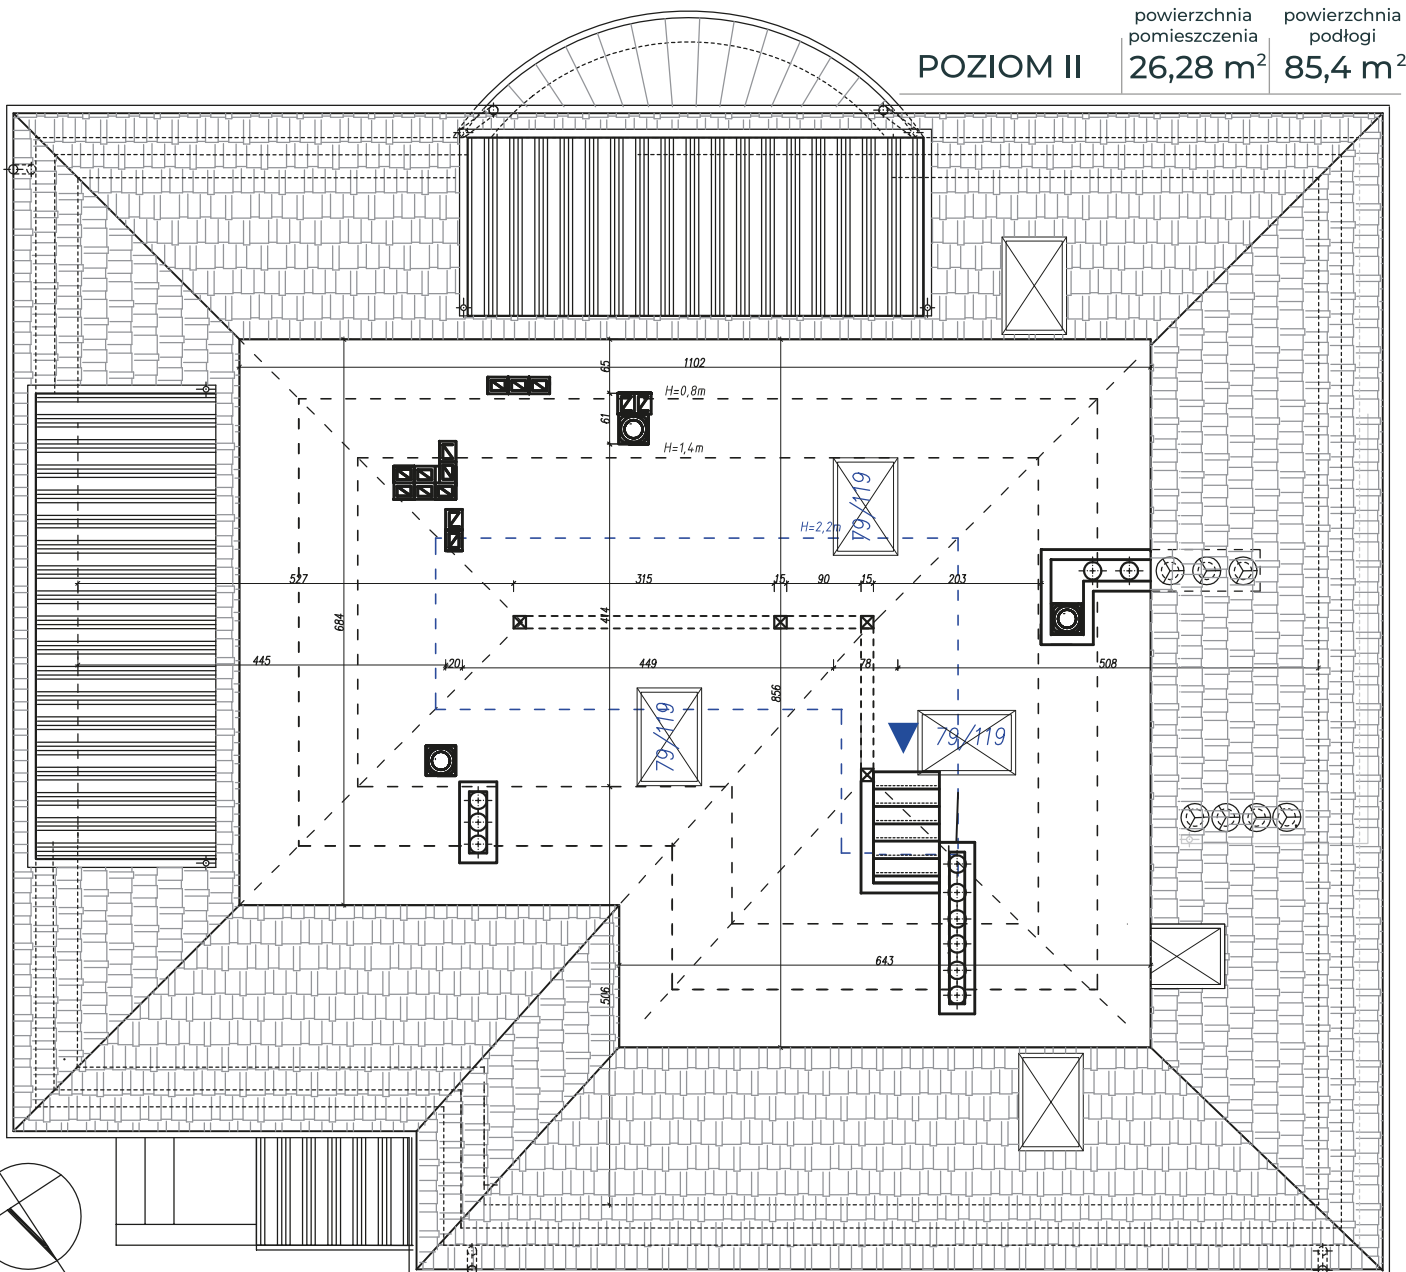 powierzchnia pomieszczenia
powierzchnia podłogi
POZIOM II
26,28 m²
85,4 m²
65
1102
H=0,8m
61
H=1,4m
79/119
H=2,2m
527
315
15
90
15
203
684
414
445
20
449
78
508
856
79/119
79/119
643
506